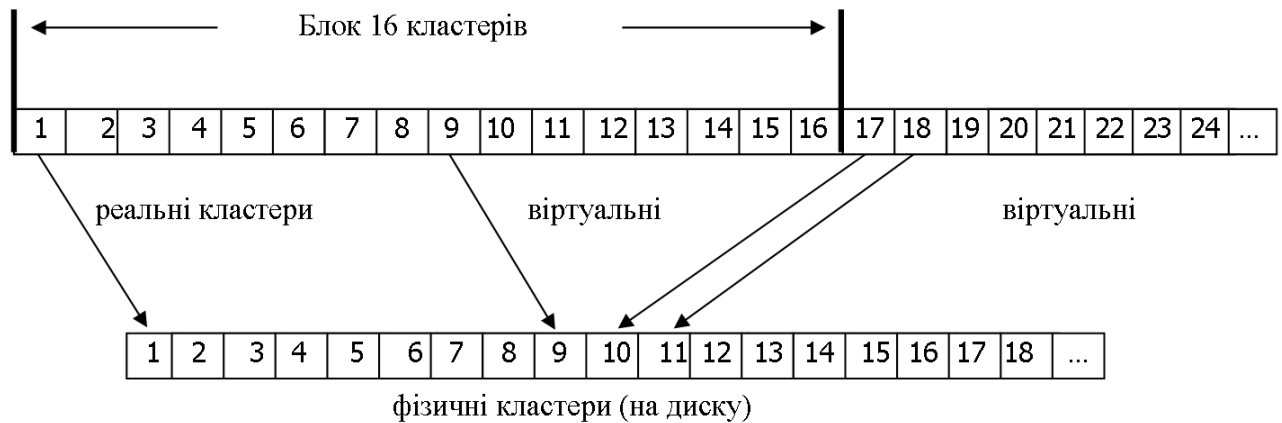 Блок 16 кластерів
1 2 3 4 5 6 7 8 9 10 11 12 13 14 15 16 17 18 19 20 21 22 23 24 ...
реальні кластери віртуальні віртуальні
1 2 3 4 5 6 7 8 9 10 11 12 13 14 15 16 17 18 ...
фізичні кластери (на диску)